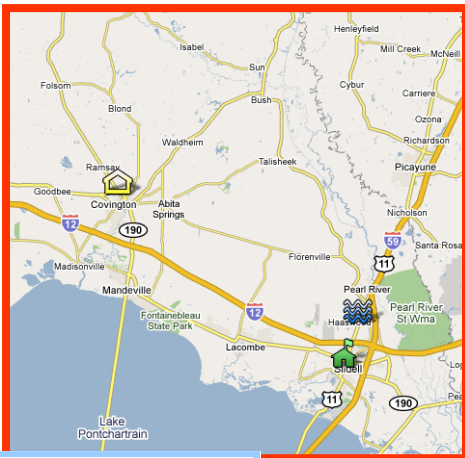 Henleyfield
Isabel
Mill Creek
McNeill
Sun
Folsom
Cybur
Carriere
Bush
Blond
Ozona
Waldheim
Richardson
Talisheek
Picayune
Ramsay
Goodbee
Covington
Abita
Springs
Nicholson
12
190
59
Santa Rosa
Florenville
11
Madisonville
Mandeville
Pearl River
Pearl River
St Wma
Fontainebleau
State Park
12
Lacombe
Slidell
11
190
Lake
Pontchartrain